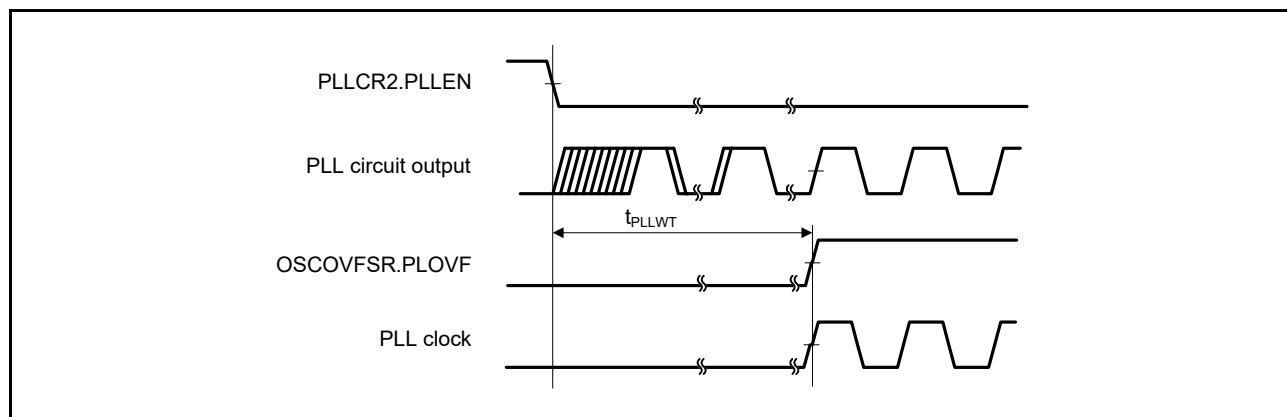 PLLCR2.PLLEN
PLL circuit output
tPLLWT
OSCOVFSR.PLOVF
PLL clock